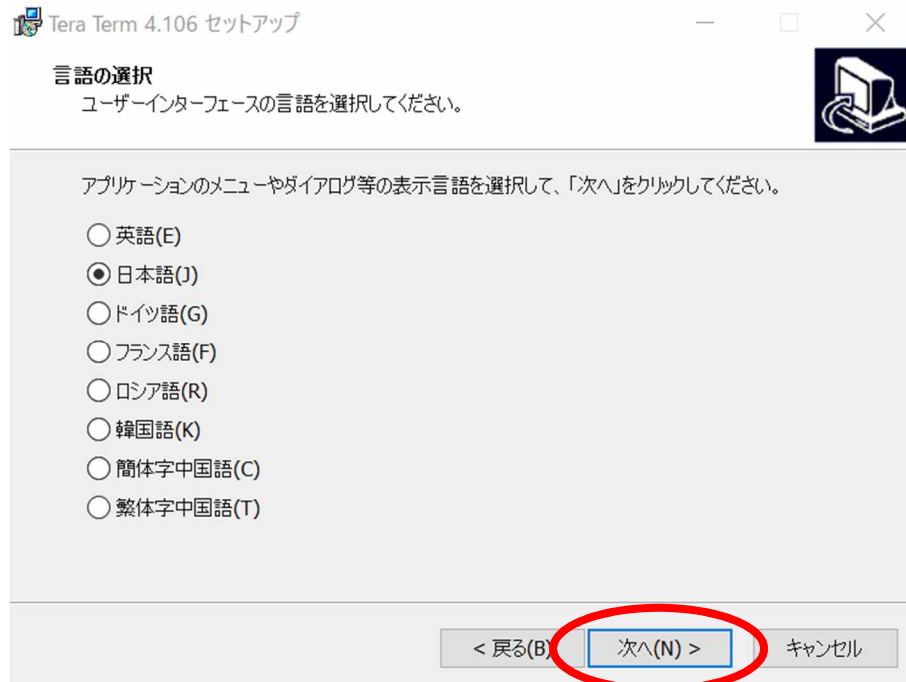 Tera Term 4.106 セットアップ
言語の選択
ユーザーインターフェースの言語を選択してください。
アプリケーションのメニューやダイアログ等の表示言語を選択して、「次へ」をクリックしてください。
英語(E)
日本語(J)
ドイツ語(G)
フランス語(F)
ロシア語(R)
韓国語(K)
簡体字中国語(C)
繁体字中国語(T)
< 戻る(B) 次へ(N) > キャンセル